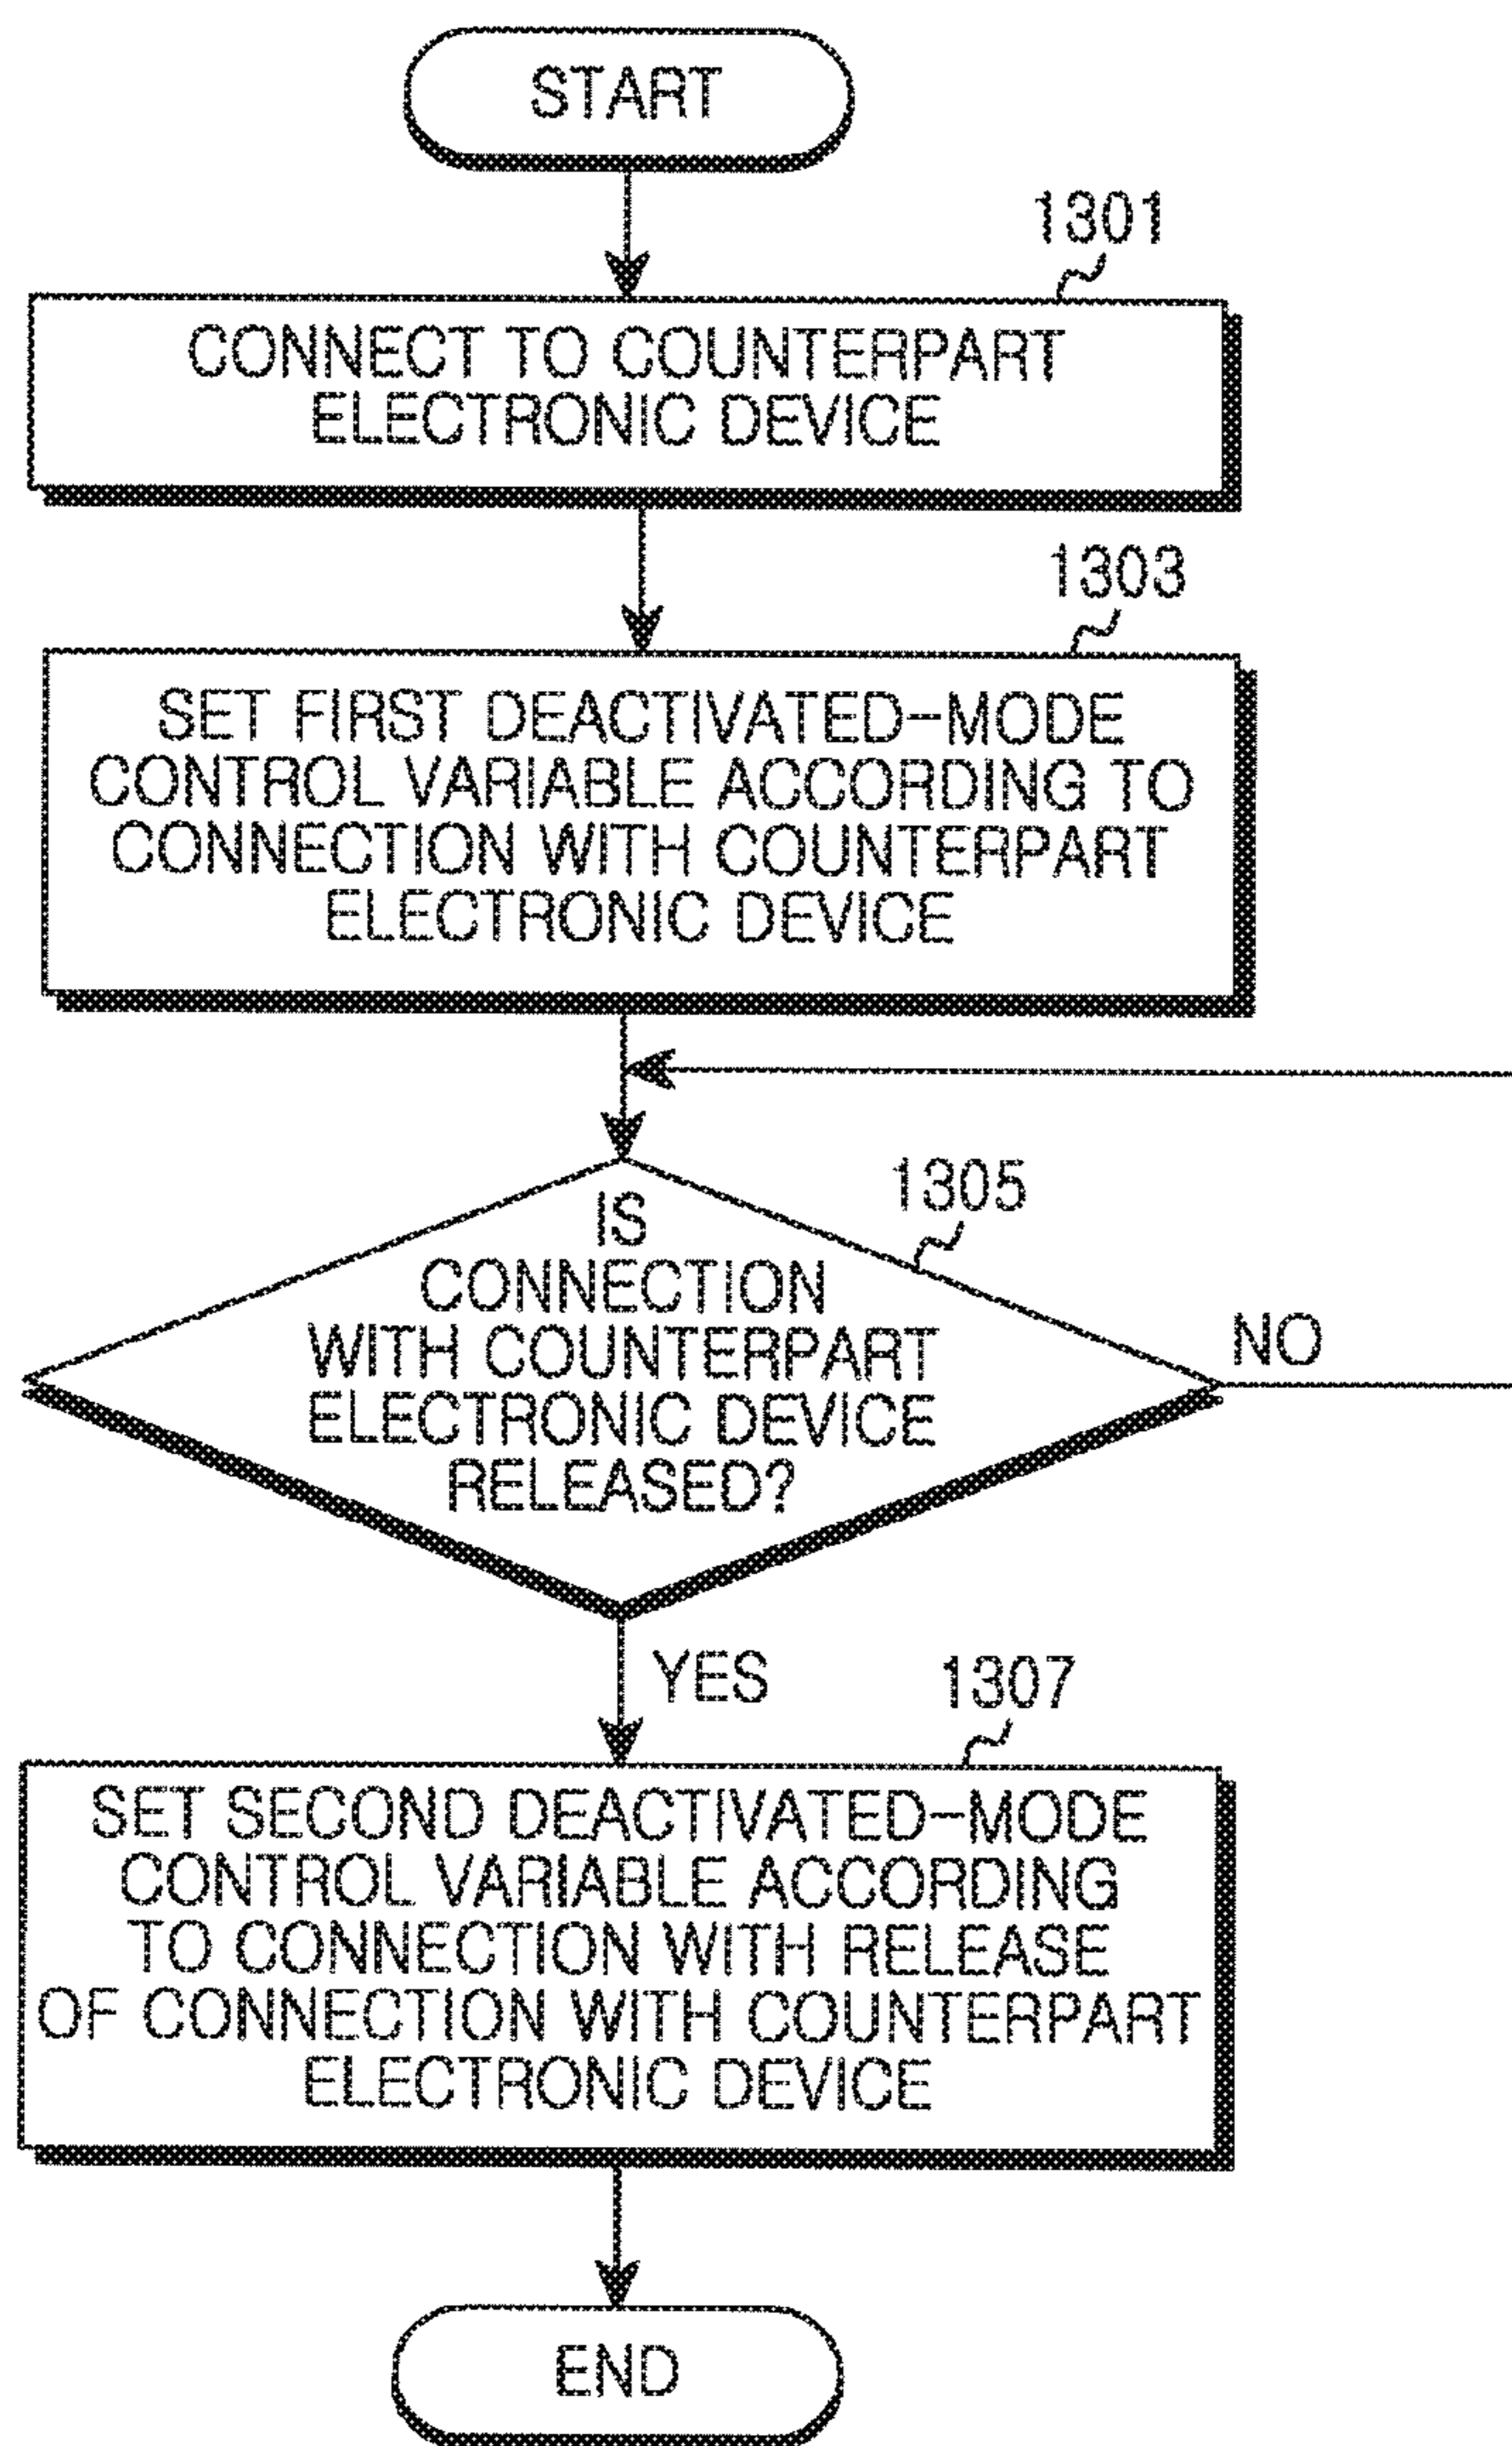 START
1301
CONNECT TO COUNTERPART
ELECTRONIC DEVICE
1303
SET FIRST DEACTIVATED-MODE
CONTROL VARIABLE ACCORDING TO
CONNECTION WITH COUNTERPART
ELECTRONIC DEVICE
1305
IS
CONNECTION
WITH COUNTERPART
ELECTRONIC DEVICE
RELEASED?
NO
YES
1307
SET SECOND DEACTIVATED-MODE
CONTROL VARIABLE ACCORDING
TO CONNECTION WITH RELEASE
OF CONNECTION WITH COUNTERPART
ELECTRONIC DEVICE
END